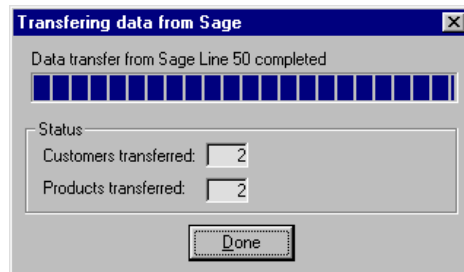 Transfering data from Sage
Data transfer from Sage Line 50 completed
Status
Customers transferred: 2
Products transferred: 2
Done